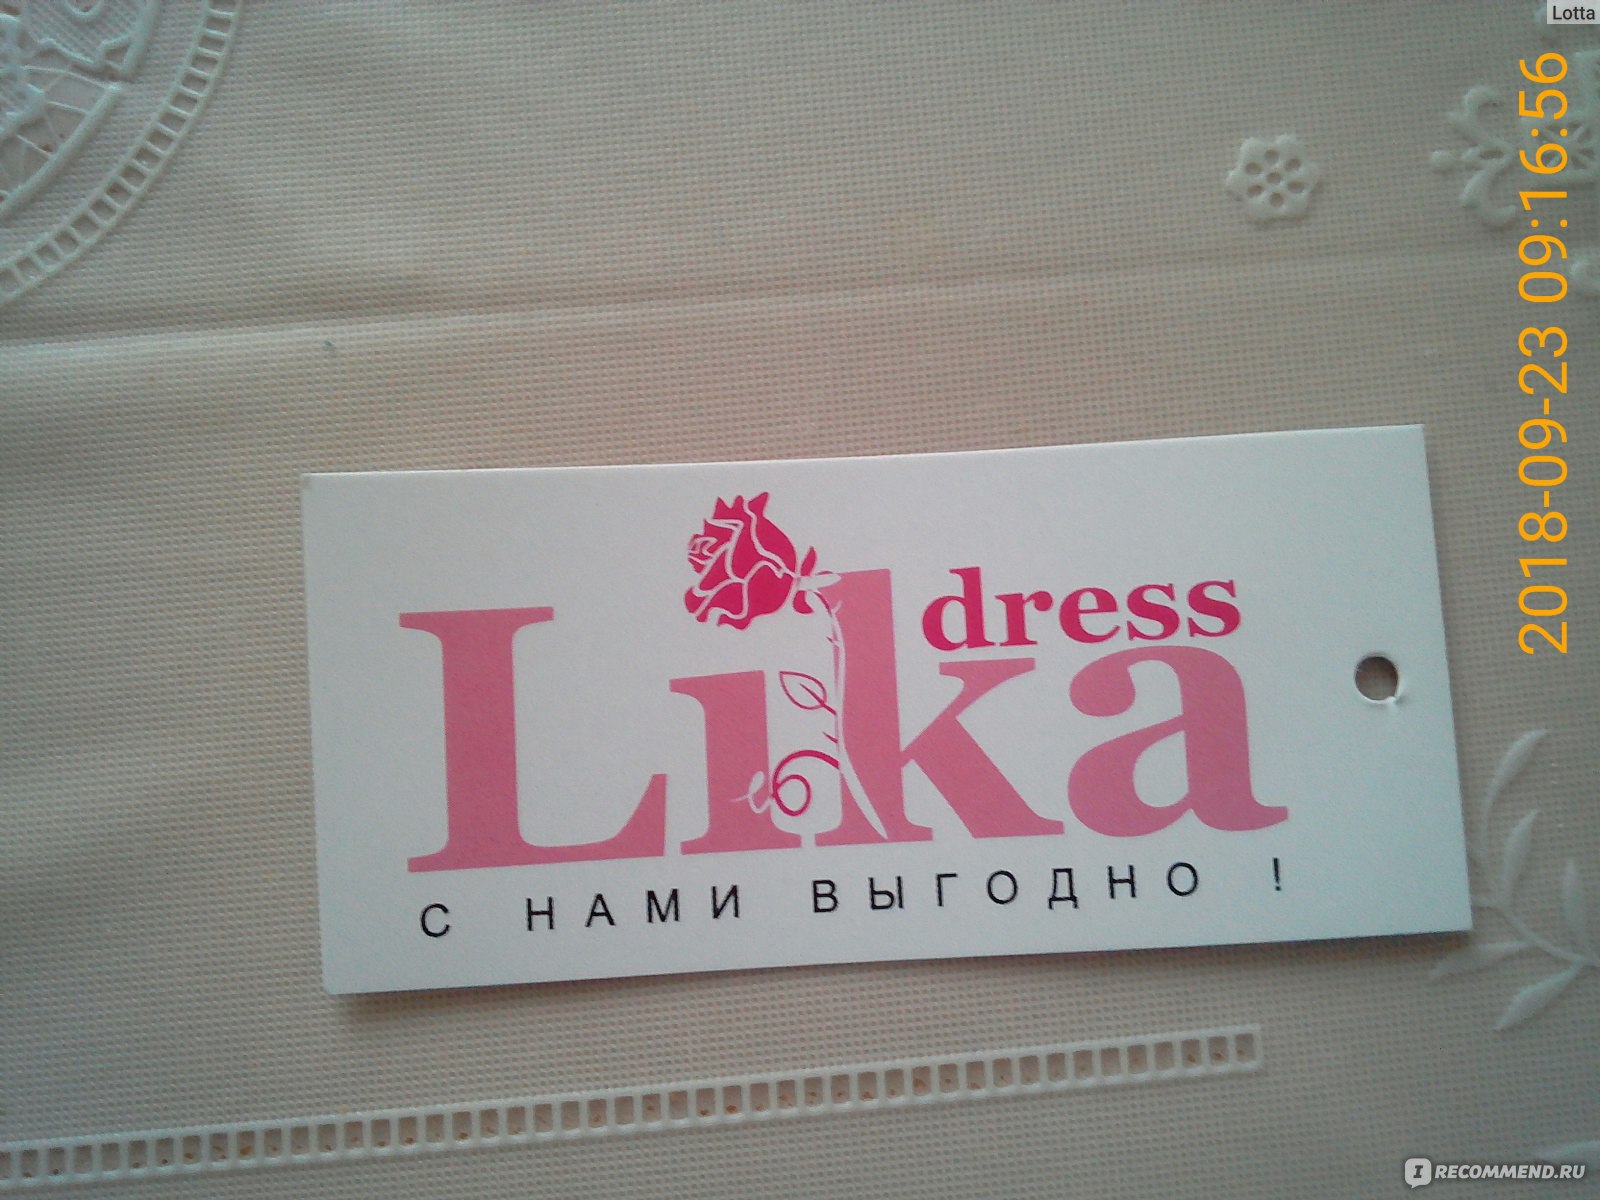 Lotta
2018-09-23 09:16:56
dress
Lika
С НАМИ ВЫГОДНО !
IRECOMMEND.RU